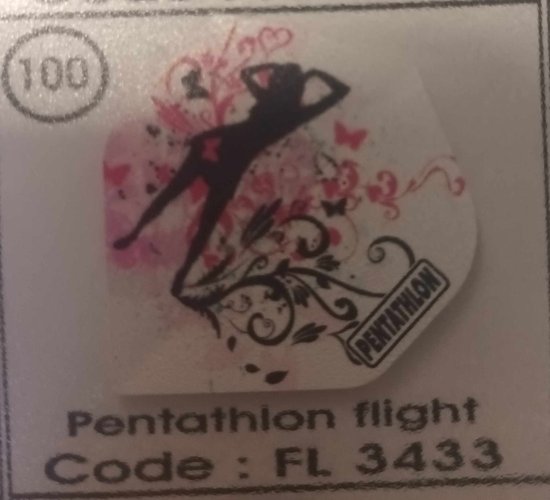 100
PENTATHLON
Pentathlon flight
Code : FL 3433